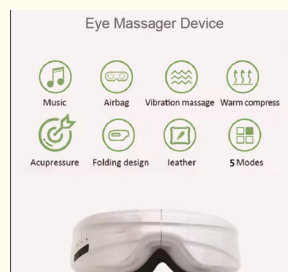 Eye Massager Device
Music Airbag Vibration massage Warm compress
Acupressure Folding design leather 5 Modes